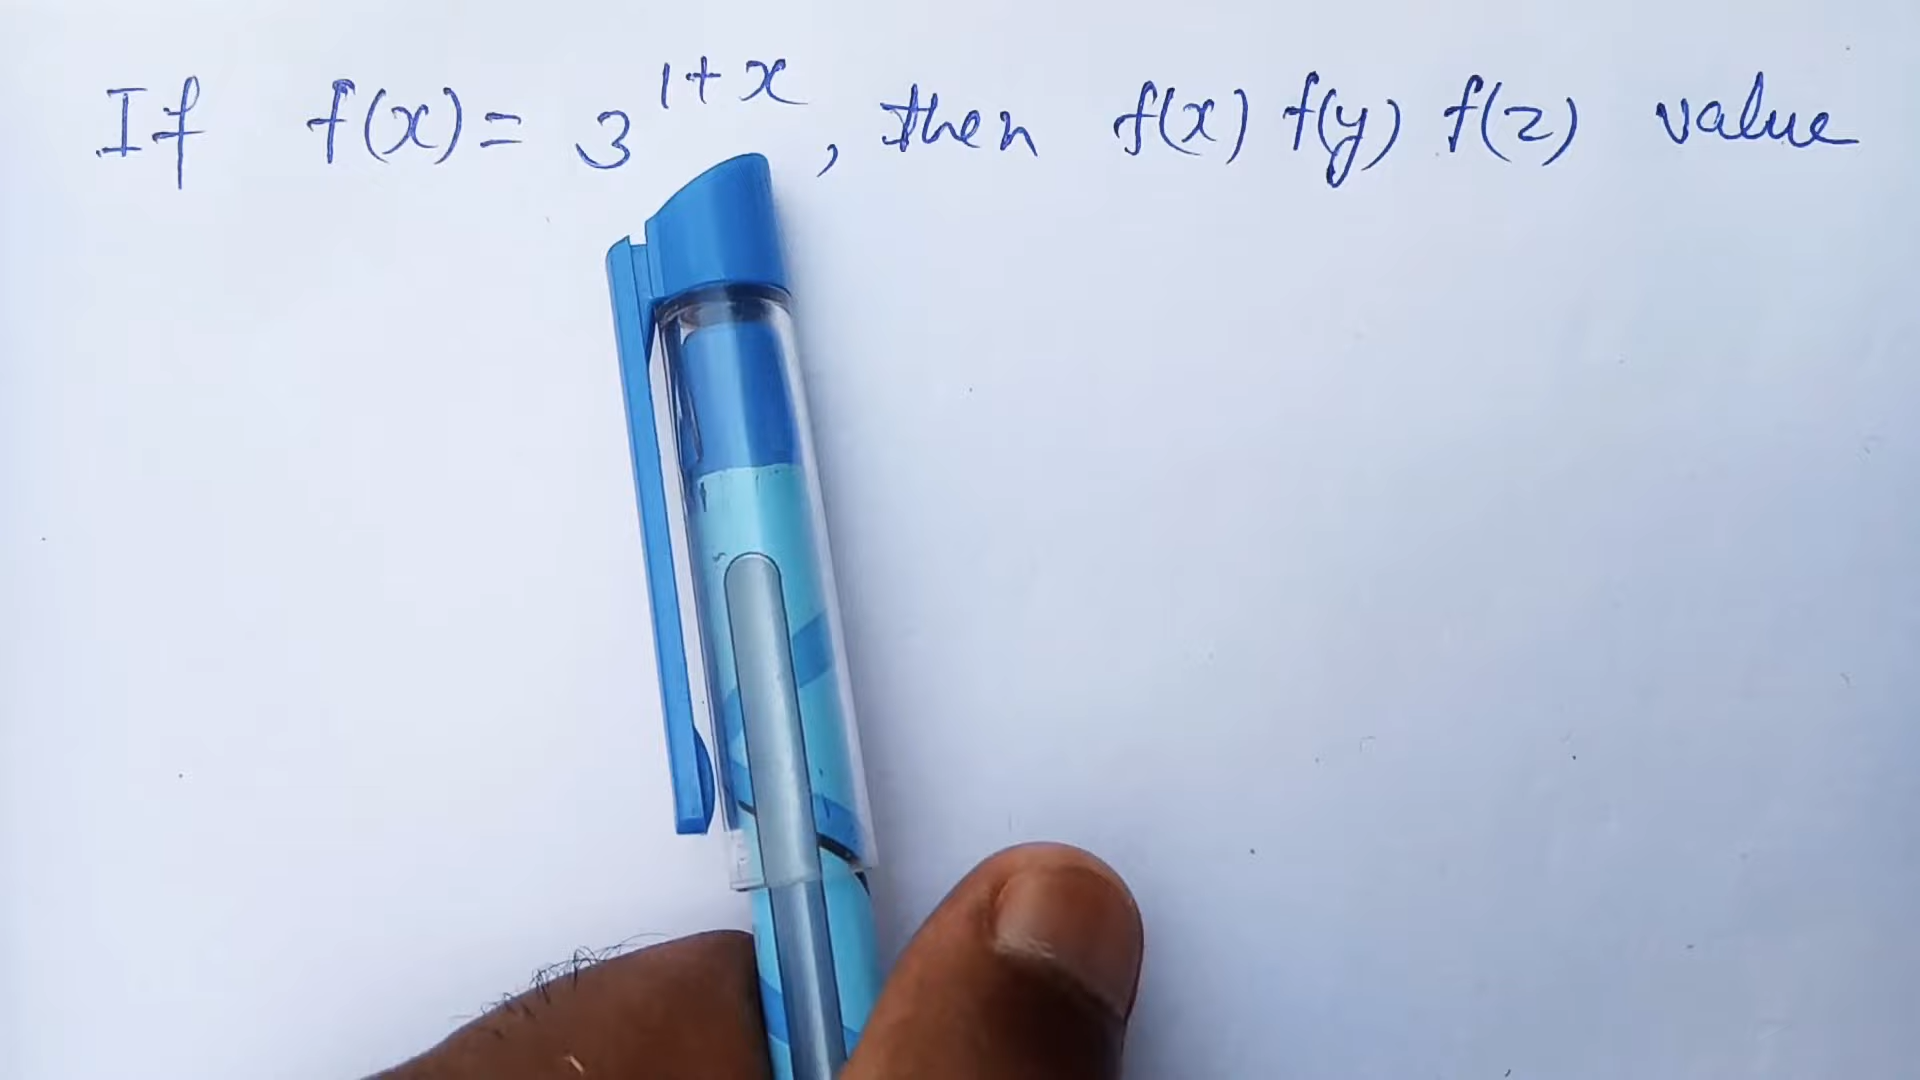 If f(x) = 3^{1+x}, then f(x) f(y) f(z) value